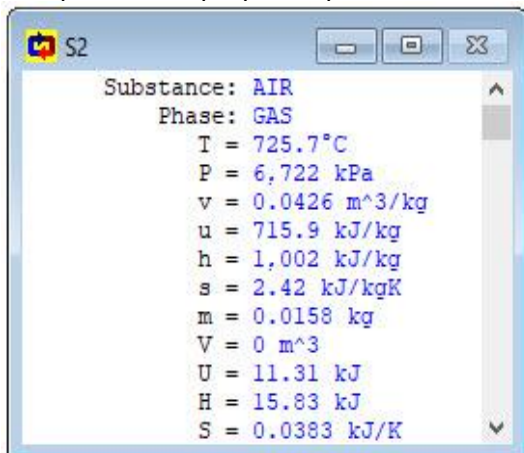 S2
Substance: AIR
Phase: GAS
T = 725.7°C
P = 6,722 kPa
v = 0.0426 m^3/kg
u = 715.9 kJ/kg
h = 1,002 kJ/kg
s = 2.42 kJ/kgK
m = 0.0158 kg
V = 0 m^3
U = 11.31 kJ
H = 15.83 kJ
S = 0.0383 kJ/K